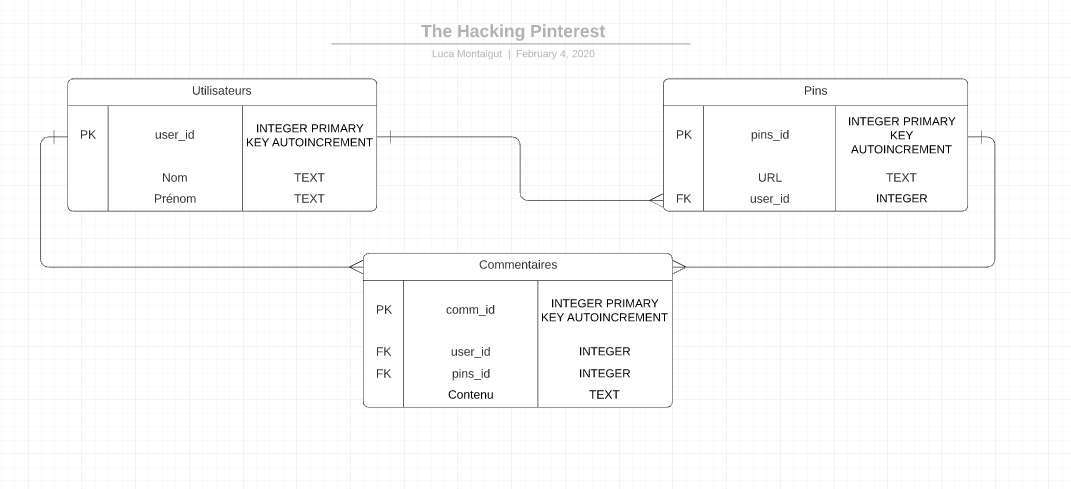 The Hacking Pinterest
Luca Montaigut | February 4, 2020
Utilisateurs
PK user_id INTEGER PRIMARY
KEY AUTOINCREMENT
Nom TEXT
Prénom TEXT
Pins
PK pins_id INTEGER PRIMARY
KEY
AUTOINCREMENT
URL TEXT
FK user_id INTEGER
Commentaires
PK comm_id INTEGER PRIMARY
KEY AUTOINCREMENT
FK user_id INTEGER
FK pins_id INTEGER
Contenu TEXT